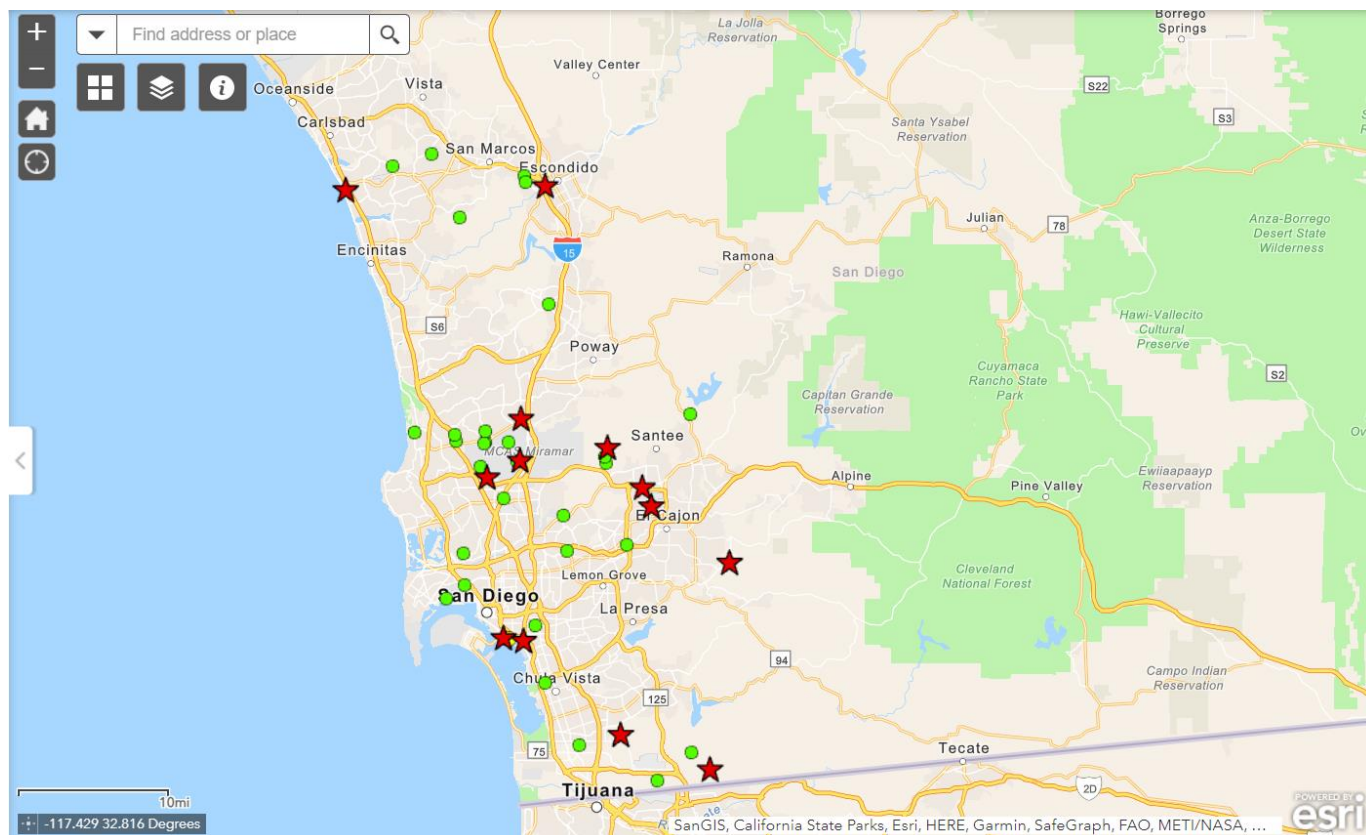 Find address or place
La Jolla
Reservation
Borrego
Springs
Valley Center
Vista
Oceanside
S22
Carlsbad
S3
Santa Ysabel
Reservation
San Marcos
Escondido
Julian
78
Anza-Borrego
Desert State
Wilderness
Encinitas
15
Ramona
San Diego
S6
Hawi-Vallecito
Cultural
Preserve
Poway
Cuyamaca
Rancho State
Park
S2
Capitan Grande
Reservation
Santee
MCAS Miramar
Alpine
Ewiiaapaayp
Reservation
Pine Valley
El Cajon
Cleveland
National Forest
Lemon Grove
San Diego
La Presa
94
Campo Indian
Reservation
Chula Vista
125
75
Tecate
2D
Tijuana
10mi
-117.429 32.816 Degrees
SanGIS, California State Parks, Esri, HERE, Garmin, SafeGraph, FAO, METI/NASA, ...
POWERED BY
esri